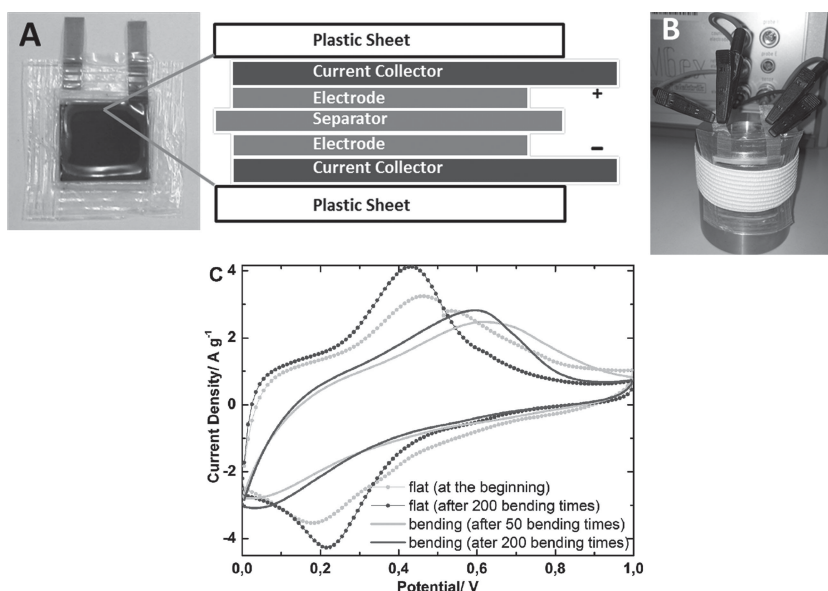 A
Plastic Sheet
Current Collector
Electrode
+
Separator
Electrode
-
Current Collector
Plastic Sheet
B
C
Current Density/ A g⁻¹
4
2
0
-2
-4
flat (at the beginning)
flat (after 200 bending times)
bending (after 50 bending times)
bending (ater 200 bending times)
0,0
0,2
0,4
0,6
0,8
1,0
Potential/ V